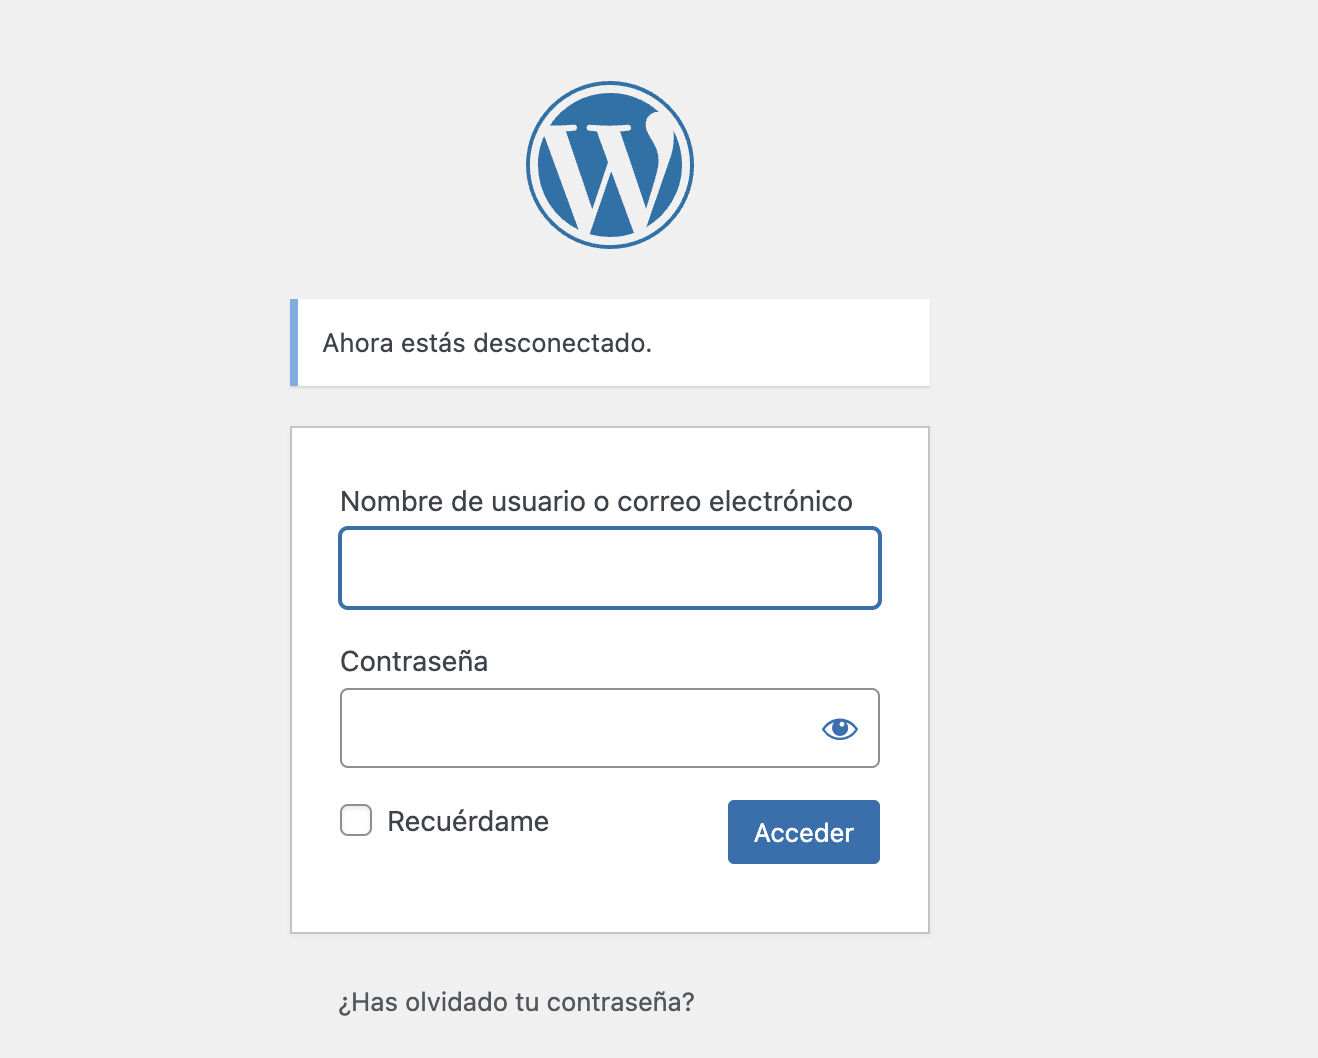 Ahora estás desconectado.
Nombre de usuario o correo electrónico
Contraseña
Recuérdame
Acceder
¿Has olvidado tu contraseña?